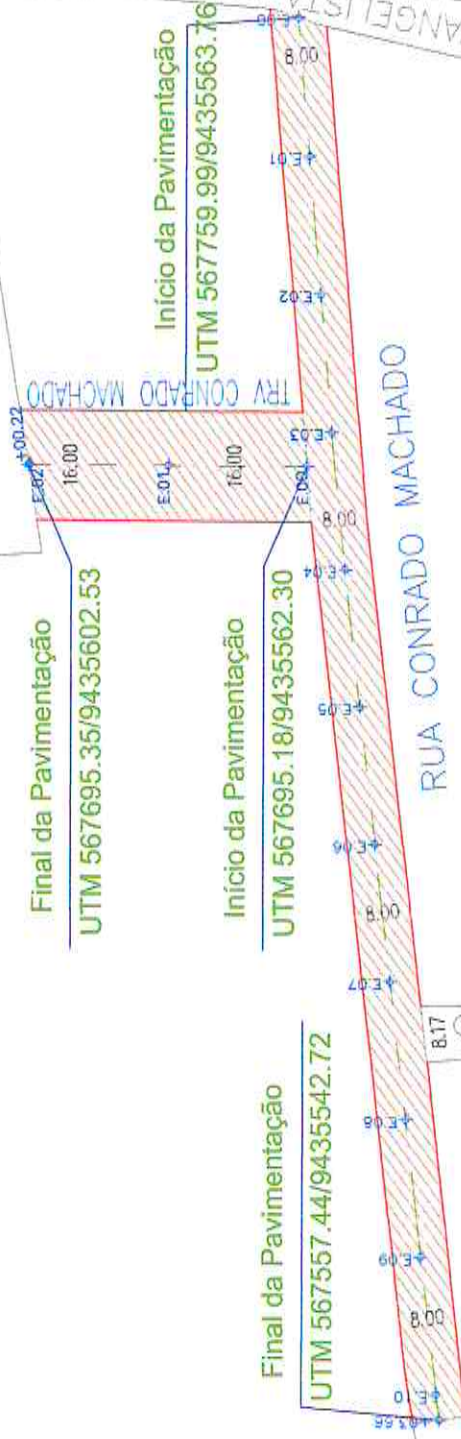 Início da Pavimentação
UTM 567759.99/9435563.76
Final da Pavimentação
UTM 567695.35/9435602.53
Início da Pavimentação
UTM 567695.18/9435562.30
Final da Pavimentação
UTM 567557.44/9435542.72
TRV CONRADO MACHADO
RUA CONRADO MACHADO
E.02 +00.22
16.00
E.01
16.00
E.00
8.00
E.01
E.02
E.03
8.00
E.04
E.05
E.06
8.00
E.07
8.17
E.08
E.09
8.00
E.10